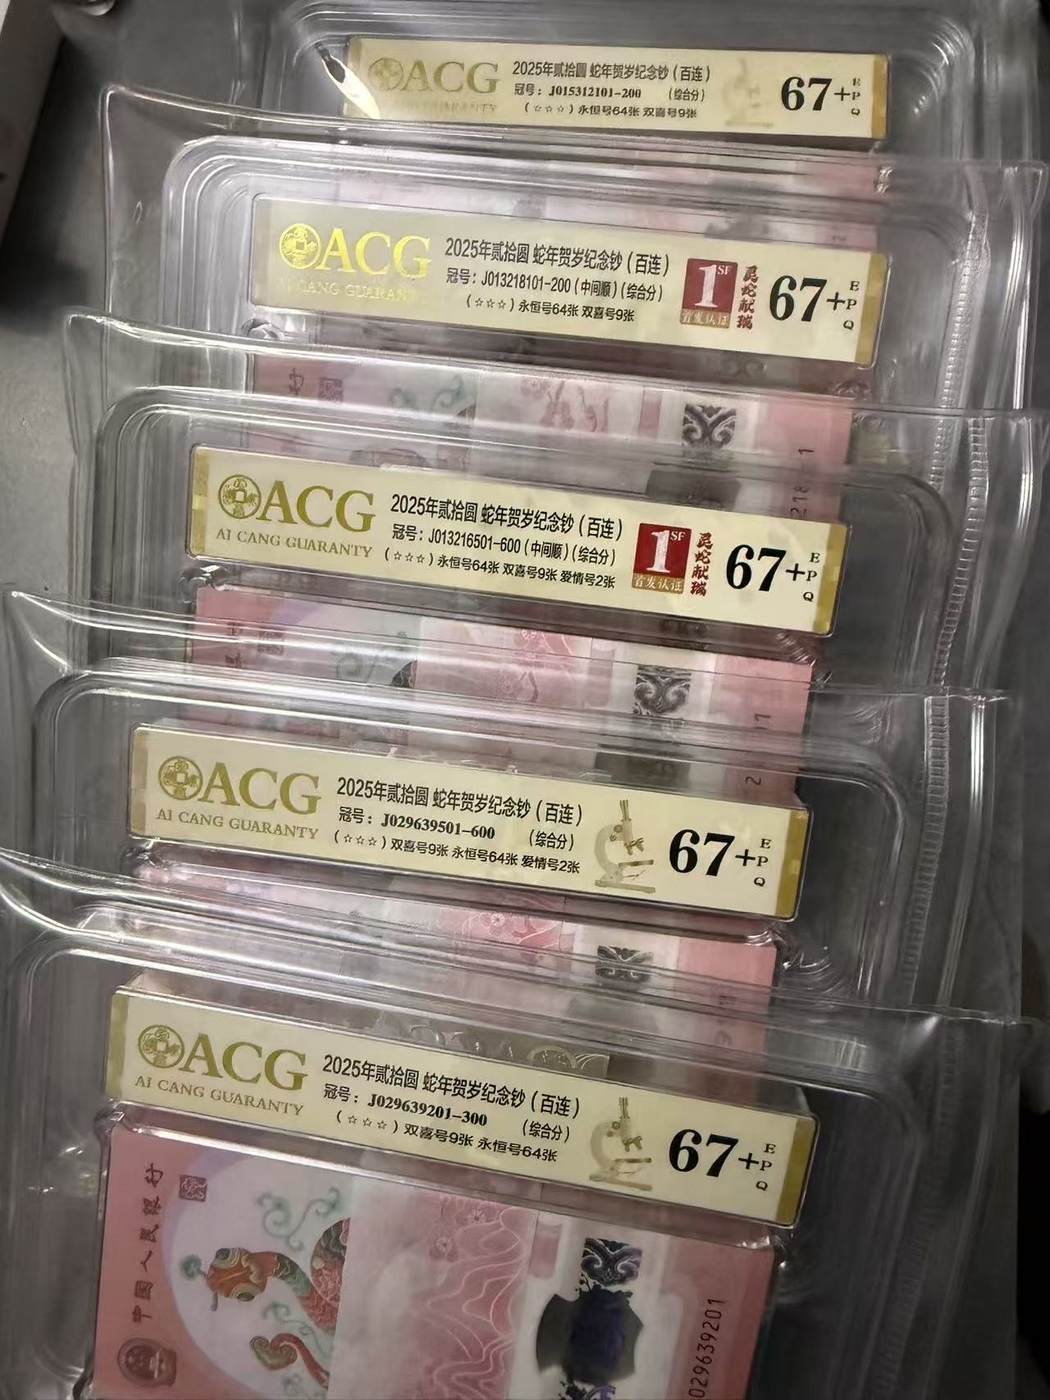 ACG
2025年贰拾圆 蛇年贺岁纪念钞（百连）
冠号：J015312101-200 （综合分）
（☆☆☆）永恒号64张 双喜号9张
67+EPQ
ACG
AI CANG GUARANTY
2025年贰拾圆 蛇年贺岁纪念钞（百连）
冠号：J013218101-200（中间顺）（综合分）
（☆☆☆）永恒号64张 双喜号9张
1SF
首发认证
灵蛇献瑞
67+EPQ
ACG
AI CANG GUARANTY
2025年贰拾圆 蛇年贺岁纪念钞（百连）
冠号：J013216501-600（中间顺）（综合分）
（☆☆☆）永恒号64张 双喜号9张 爱情号2张
1SF
首发认证
灵蛇献瑞
67+EPQ
ACG
AI CANG GUARANTY
2025年贰拾圆 蛇年贺岁纪念钞（百连）
冠号：J029639501-600 （综合分）
（☆☆☆）双喜号9张 永恒号64张 爱情号2张
67+EPQ
ACG
AI CANG GUARANTY
2025年贰拾圆 蛇年贺岁纪念钞（百连）
冠号：J029639201-300 （综合分）
（☆☆☆）双喜号9张 永恒号64张
67+EPQ
中国人民银行
029639201